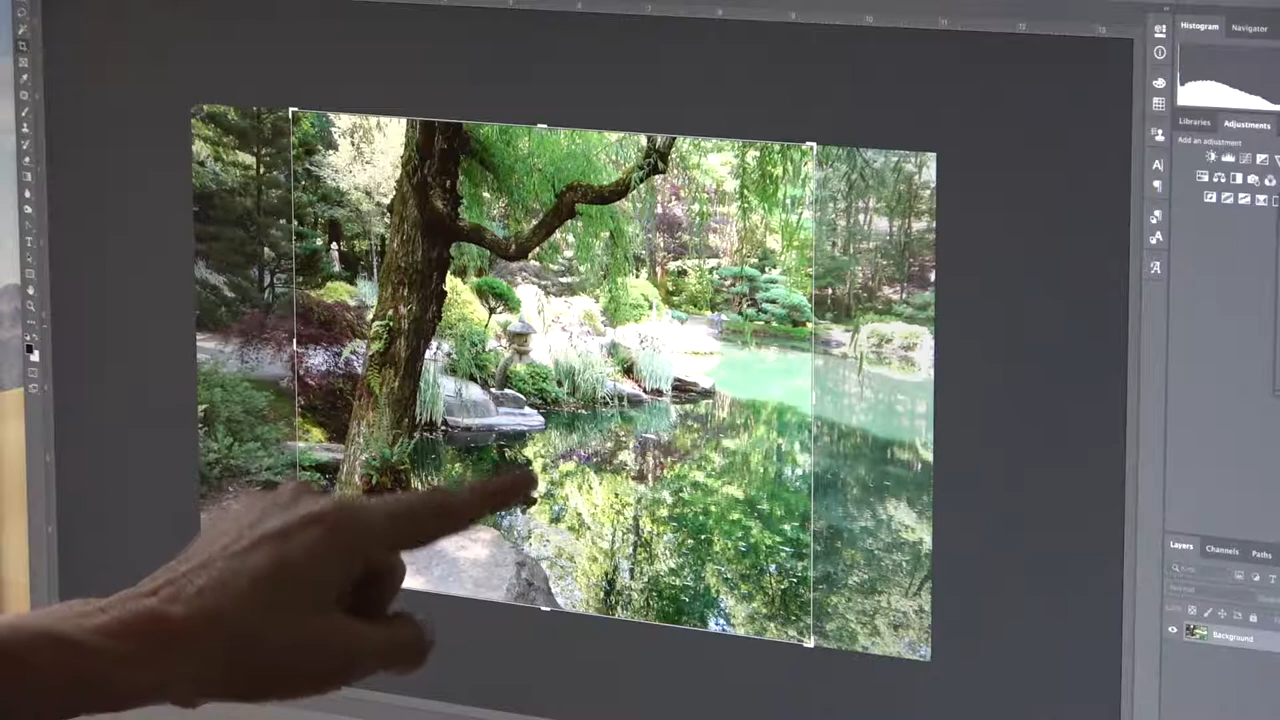 Histogram Navigator
Libraries Adjustments
Add an adjustment
Layers Channels Paths
Background